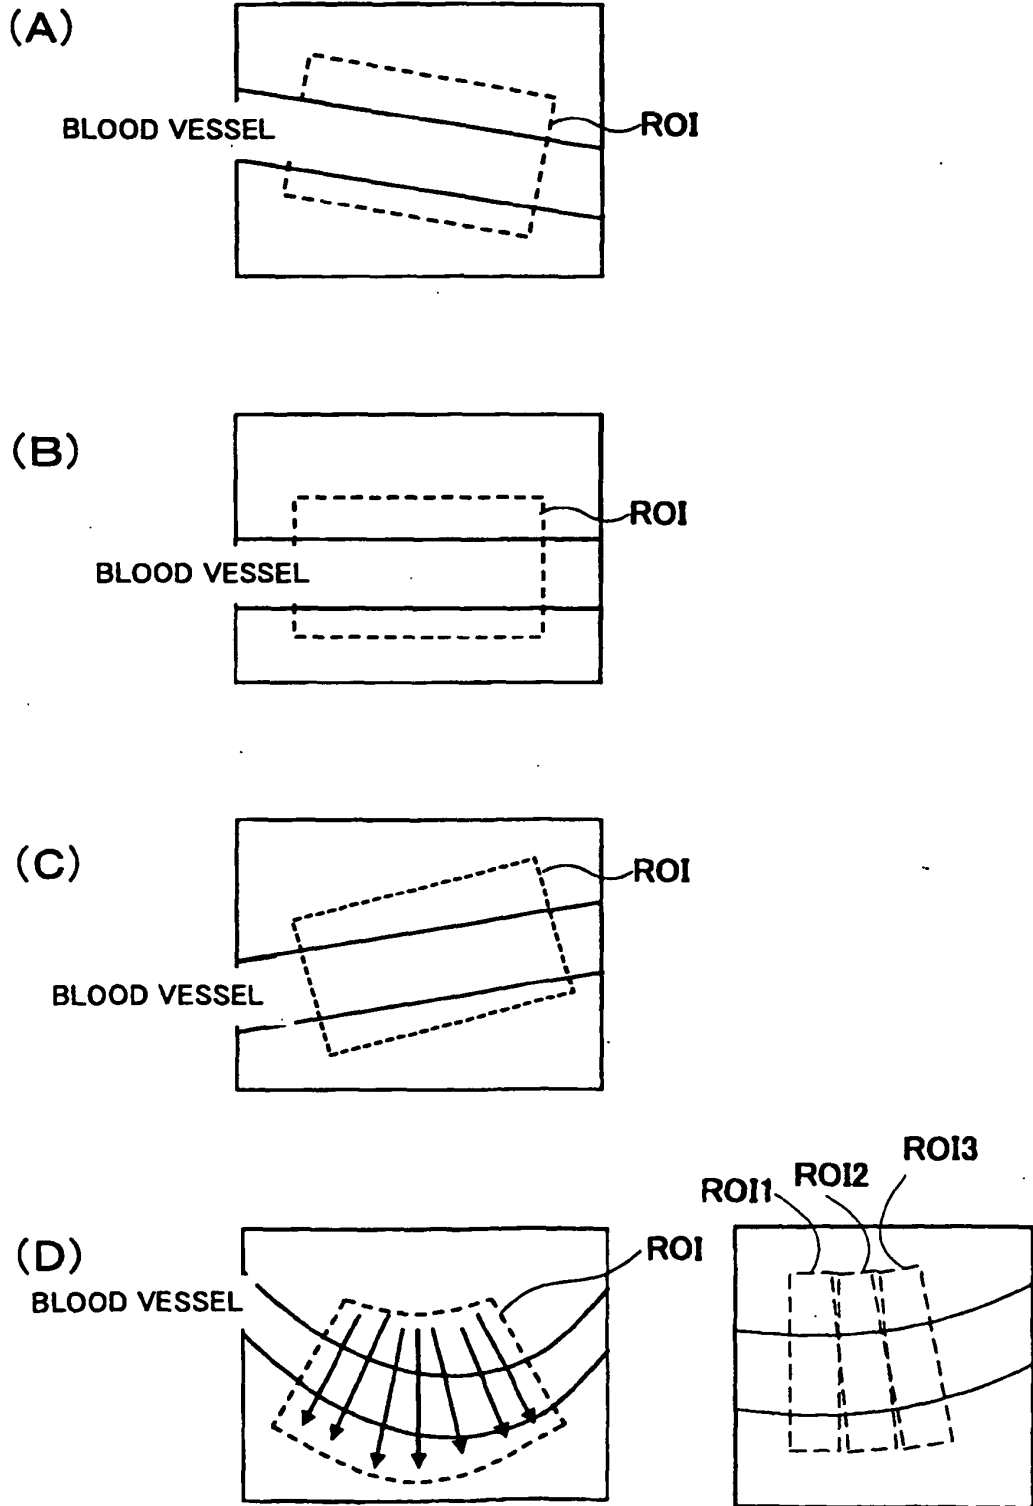 (A)
BLOOD VESSEL
ROI
(B)
ROI
BLOOD VESSEL
(C)
ROI
BLOOD VESSEL
(D)
BLOOD VESSEL
ROI
ROI1
ROI2
ROI3